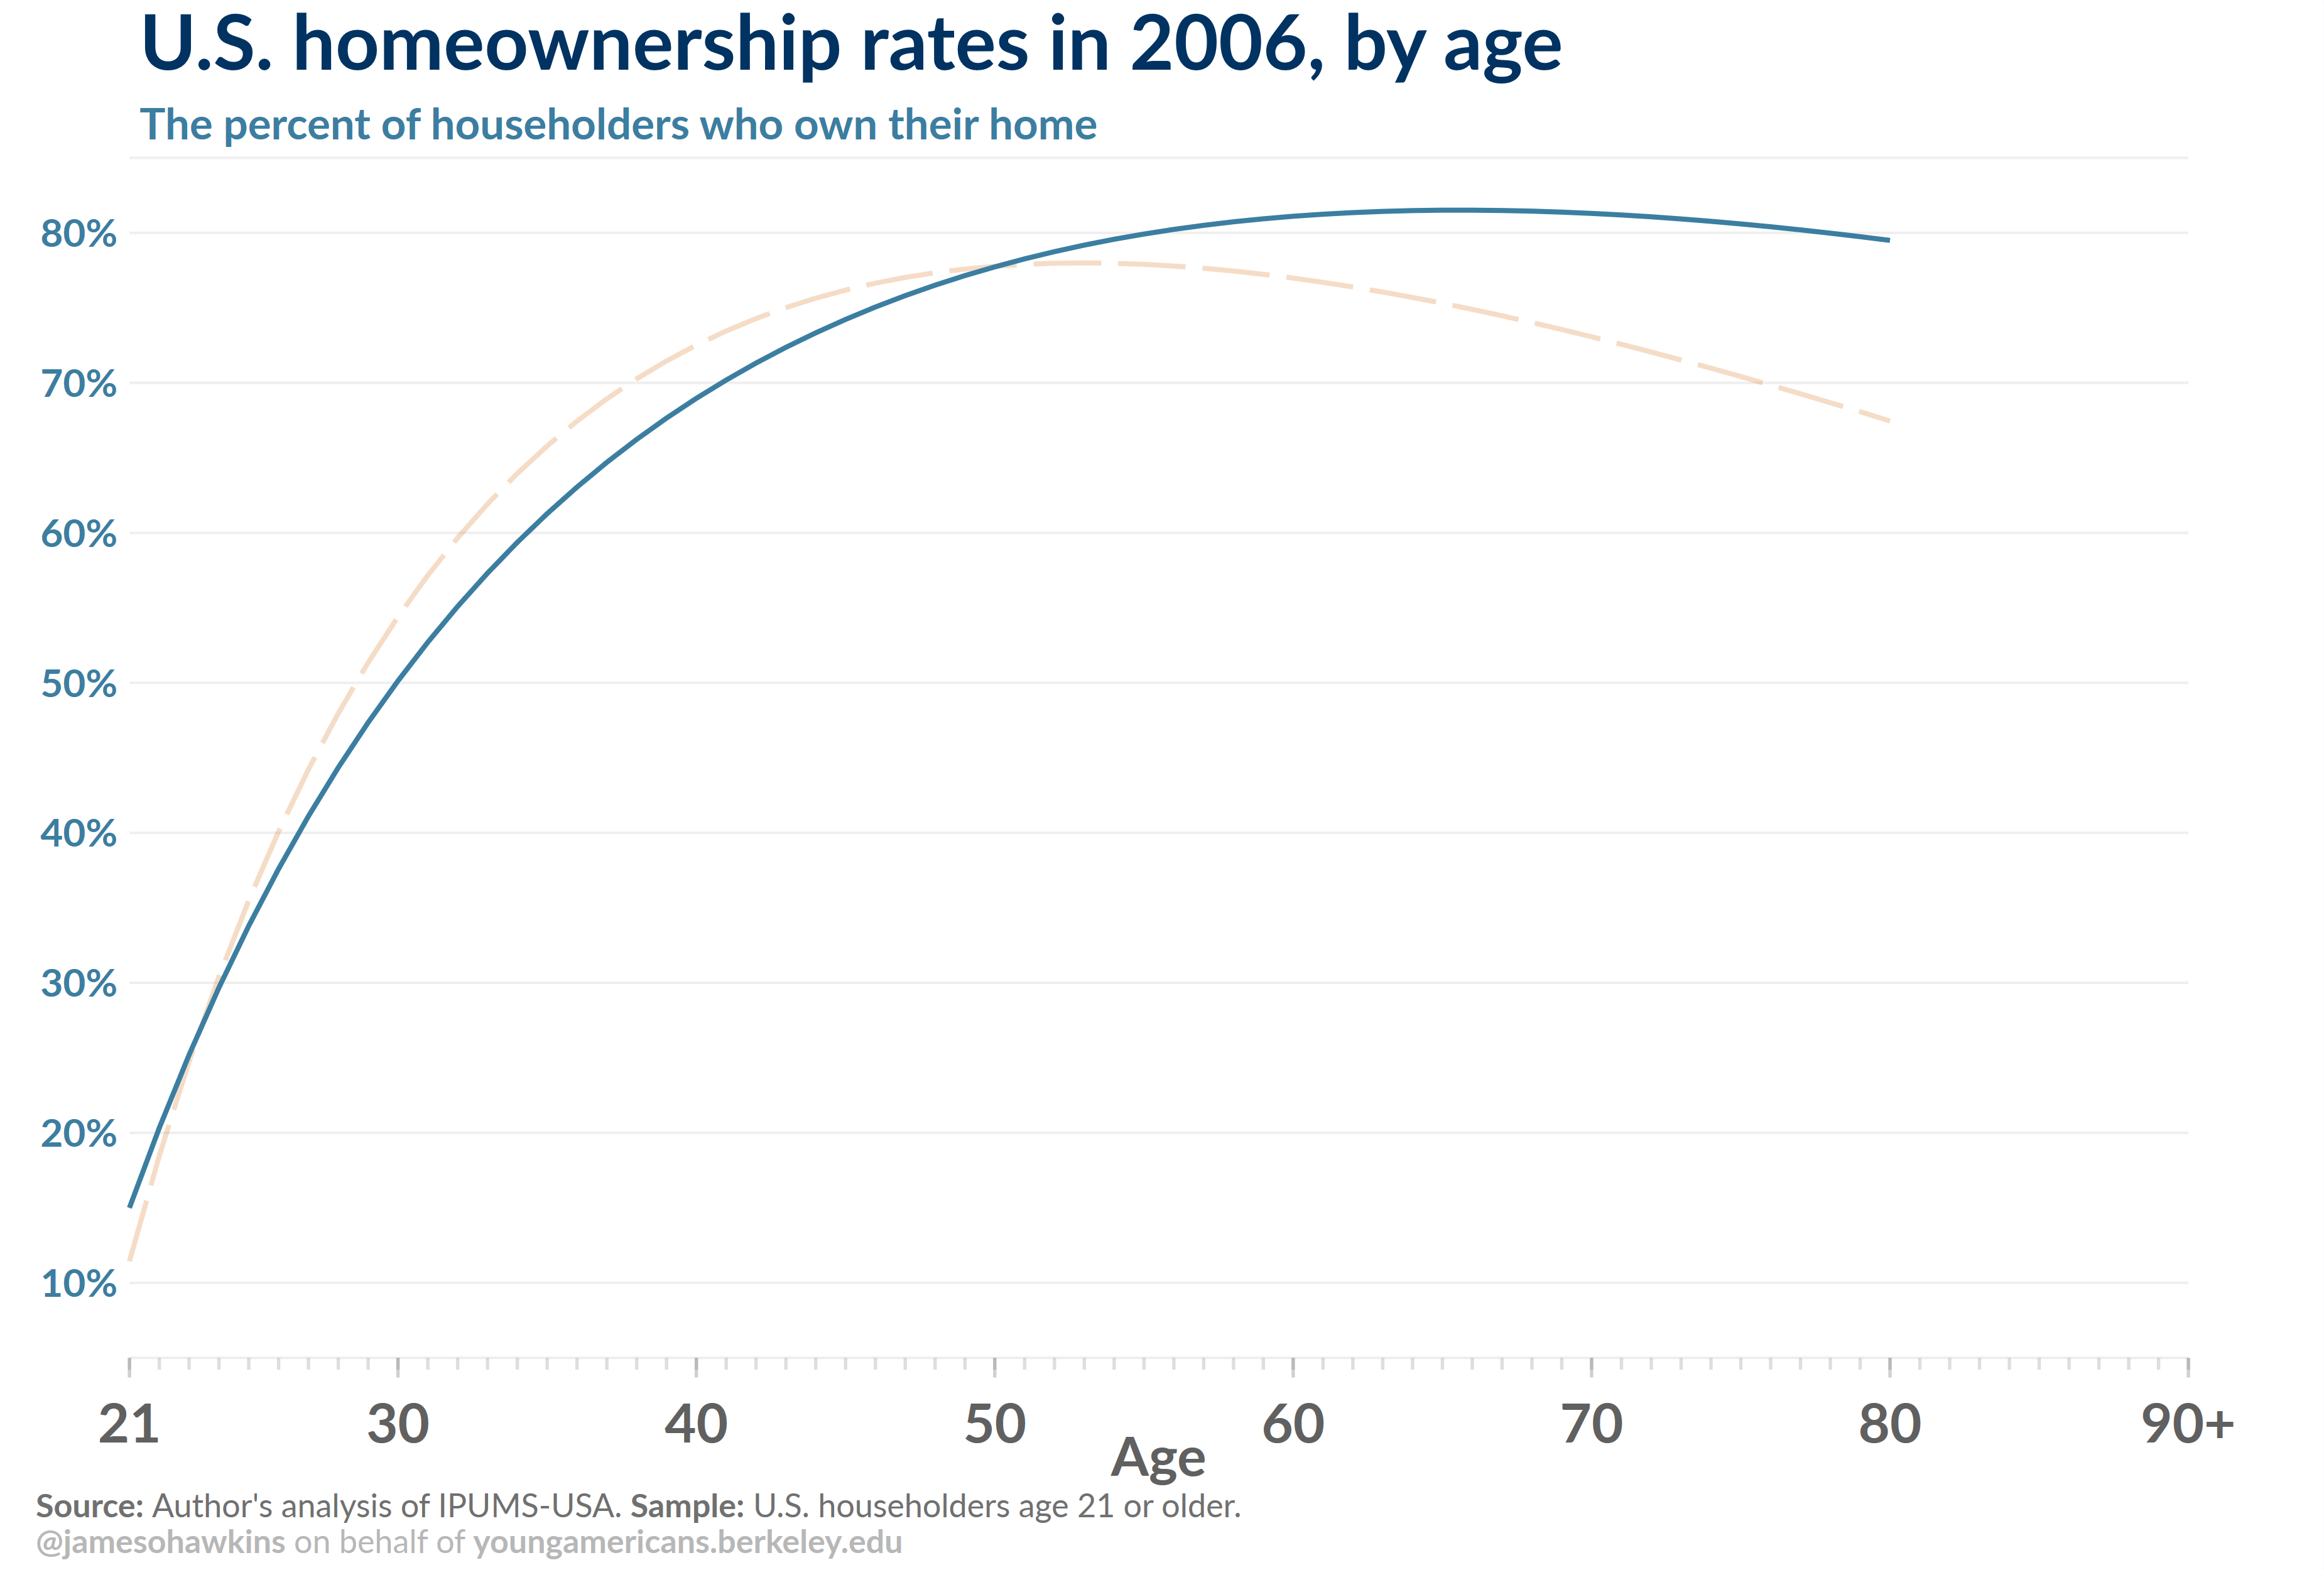 U.S. homeownership rates in 2006, by age
The percent of householders who own their home
80%
70%
60%
50%
40%
30%
20%
10%
21 30 40 50 60 70 80 90+
Age
Source: Author's analysis of IPUMS-USA. Sample: U.S. householders age 21 or older.
@jamesohawkins on behalf of youngamericans.berkeley.edu